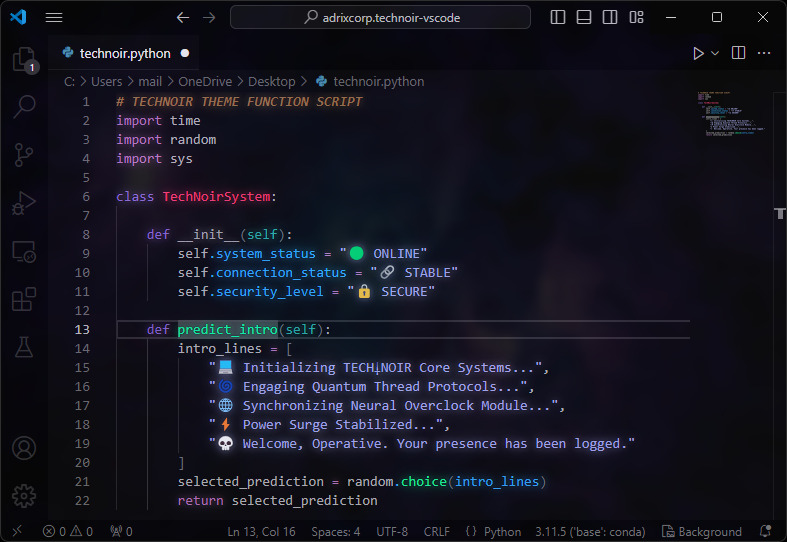 adrixcorp.technoir-vscode
technoir.python
C: > Users > mail > OneDrive > Desktop > technoir.python
1 # TECHNOIR THEME FUNCTION SCRIPT
2 import time
3 import random
4 import sys
5
6 class TechNoirSystem:
7
8 def __init__(self):
9 self.system_status = "🟢 ONLINE"
10 self.connection_status = "🔗 STABLE"
11 self.security_level = "🔒 SECURE"
12
13 def predict_intro(self):
14 intro_lines = [
15 "💻 Initializing TECH↓NOIR Core Systems...",
16 "🌀 Engaging Quantum Thread Protocols...",
17 "🌐 Synchronizing Neural Overclock Module...",
18 "⚡ Power Surge Stabilized...",
19 "💀 Welcome, Operative. Your presence has been logged."
20 ]
21 selected_prediction = random.choice(intro_lines)
22 return selected_prediction
1
0 0 0 Ln 13, Col 16 Spaces: 4 UTF-8 CRLF { } Python 3.11.5 ('base': conda) Background